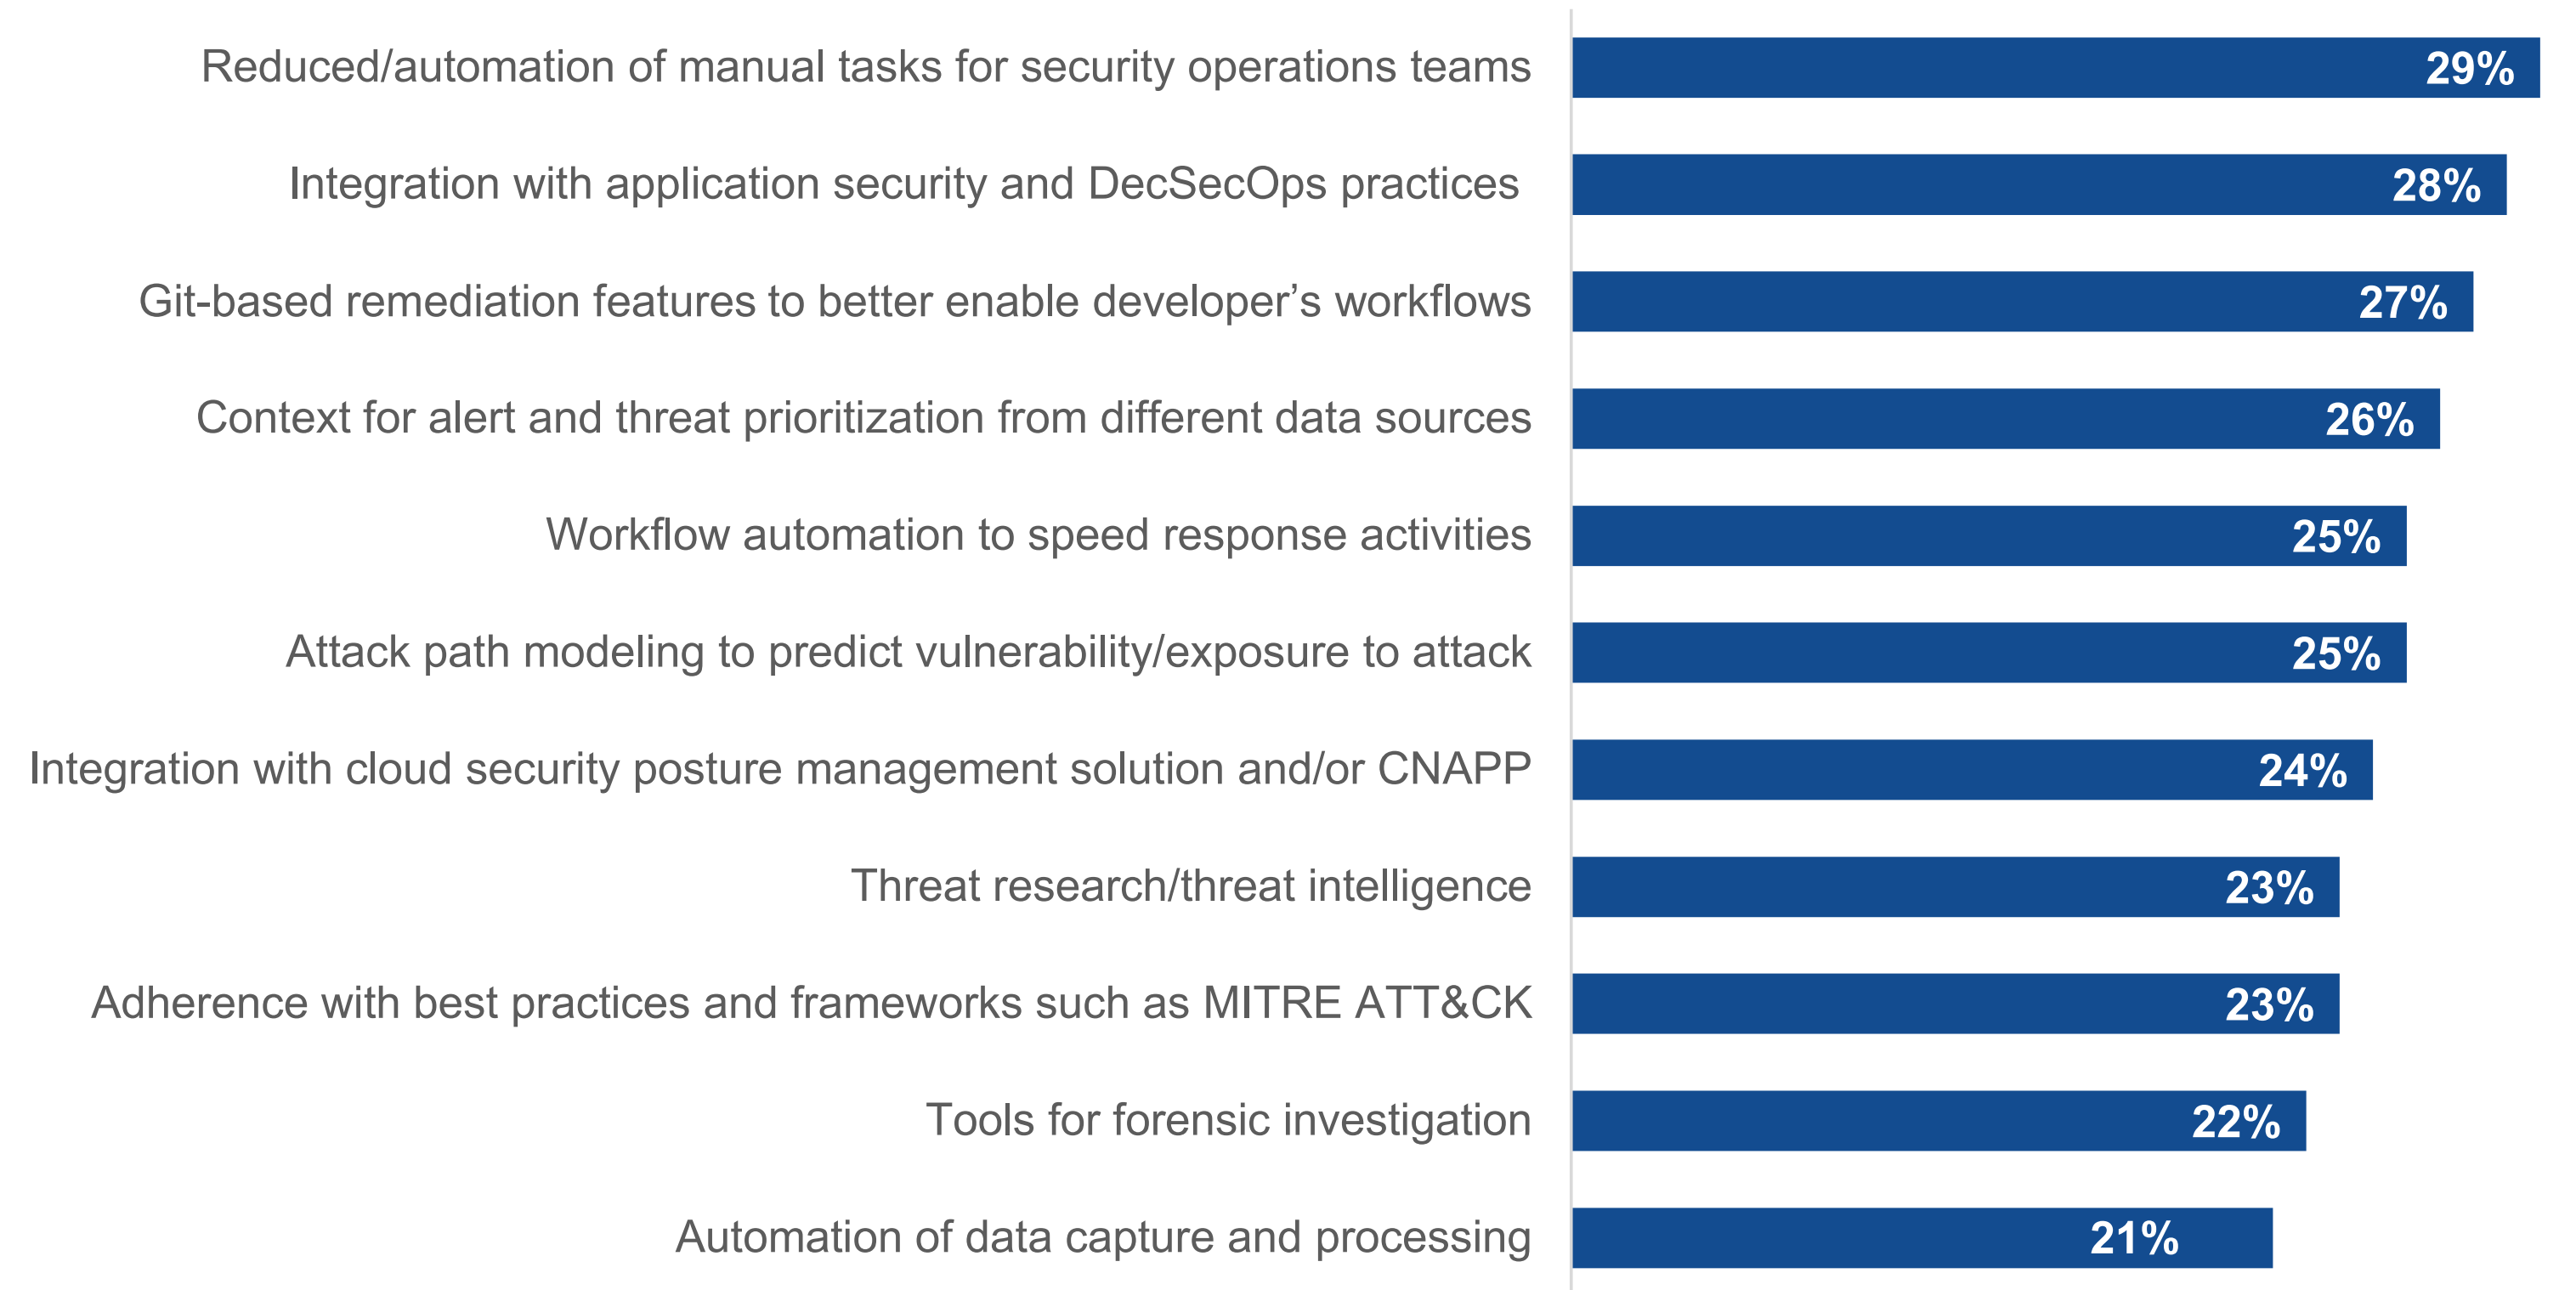 Reduced/automation of manual tasks for security operations teams 29%
Integration with application security and DecSecOps practices 28%
Git-based remediation features to better enable developer’s workflows 27%
Context for alert and threat prioritization from different data sources 26%
Workflow automation to speed response activities 25%
Attack path modeling to predict vulnerability/exposure to attack 25%
Integration with cloud security posture management solution and/or CNAPP 24%
Threat research/threat intelligence 23%
Adherence with best practices and frameworks such as MITRE ATT&CK 23%
Tools for forensic investigation 22%
Automation of data capture and processing 21%